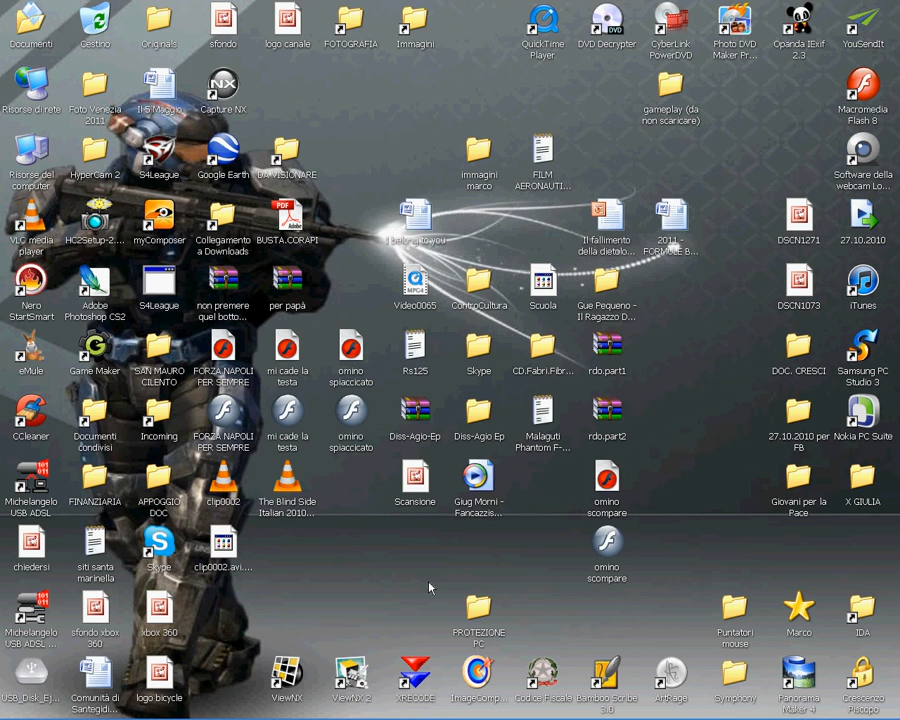 Documenti
Cestino
Originals
sfondo
logo canale
FOTOGRAFIA
Immagini
QuickTime
Player
DVD Decrypter
CyberLink
PowerDVD
Photo DVD
Maker Pr...
Opanda IExif
2.3
YouSendIt
Risorse di rete
Foto Venezia
2011
Il 5 Maggio
Capture NX
gameplay (da
non scaricare)
Macromedia
Flash 8
Risorse del
computer
HyperCam 2
S4League
Google Earth
DA VISIONARE
immagini
marco
FILM
AERONAUTI...
Software della
webcam Lo...
VLC media
player
HC2Setup-2....
myComposer
Collegamento
a Downloads
BUSTA.CORAPI
I belong to you
Il fallimento
della dietolo...
2011 -
FORMULE B...
DSCN1271
27.10.2010
Nero
StartSmart
Adobe
Photoshop CS2
S4League
non premere
quel botto...
per papà
Video0065
ControCultura
Scuola
Gue Pequeno -
Il Ragazzo D...
DSCN1073
iTunes
eMule
Game Maker
SAN MAURO
CILENTO
FORZA NAPOLI
PER SEMPRE
mi cade la
testa
omino
spiaccicato
Rs125
Skype
CD.Fabri.Fibr...
rdo.part1
DOC. CRESCI
Samsung PC
Studio 3
CCleaner
Documenti
condivisi
Incoming
FORZA NAPOLI
PER SEMPRE
mi cade la
testa
omino
spiaccicato
Diss-Agio-Ep
Diss-Agio Ep
Malaguti
Phantom F-...
rdo.part2
27.10.2010 per
FB
Nokia PC Suite
Michelangelo
USB ADSL
FINANZIARIA
APPOGGIO
DOC
clip0002
The Blind Side
Italian 2010...
Scansione
Giug Morni -
Fancazzis...
omino
scompare
Giovani per la
Pace
X GIULIA
chiedersi
siti santa
marinella
Skype
clip0002.avi....
omino
scompare
Michelangelo
USB ADSL ...
sfondo xbox
360
xbox 360
PROTEZIONE
PC
Puntatori
mouse
Marco
IDA
USB_Disk_Ej...
Comunità di
Santegidi...
logo bicycle
ViewNX
ViewNX 2
XRECODE
ImageComp...
Codice Fiscale
Bamboo Scribe
3.0
ArtRage
Symphony
Panorama
Maker 4
Crescenzo
Piscopo